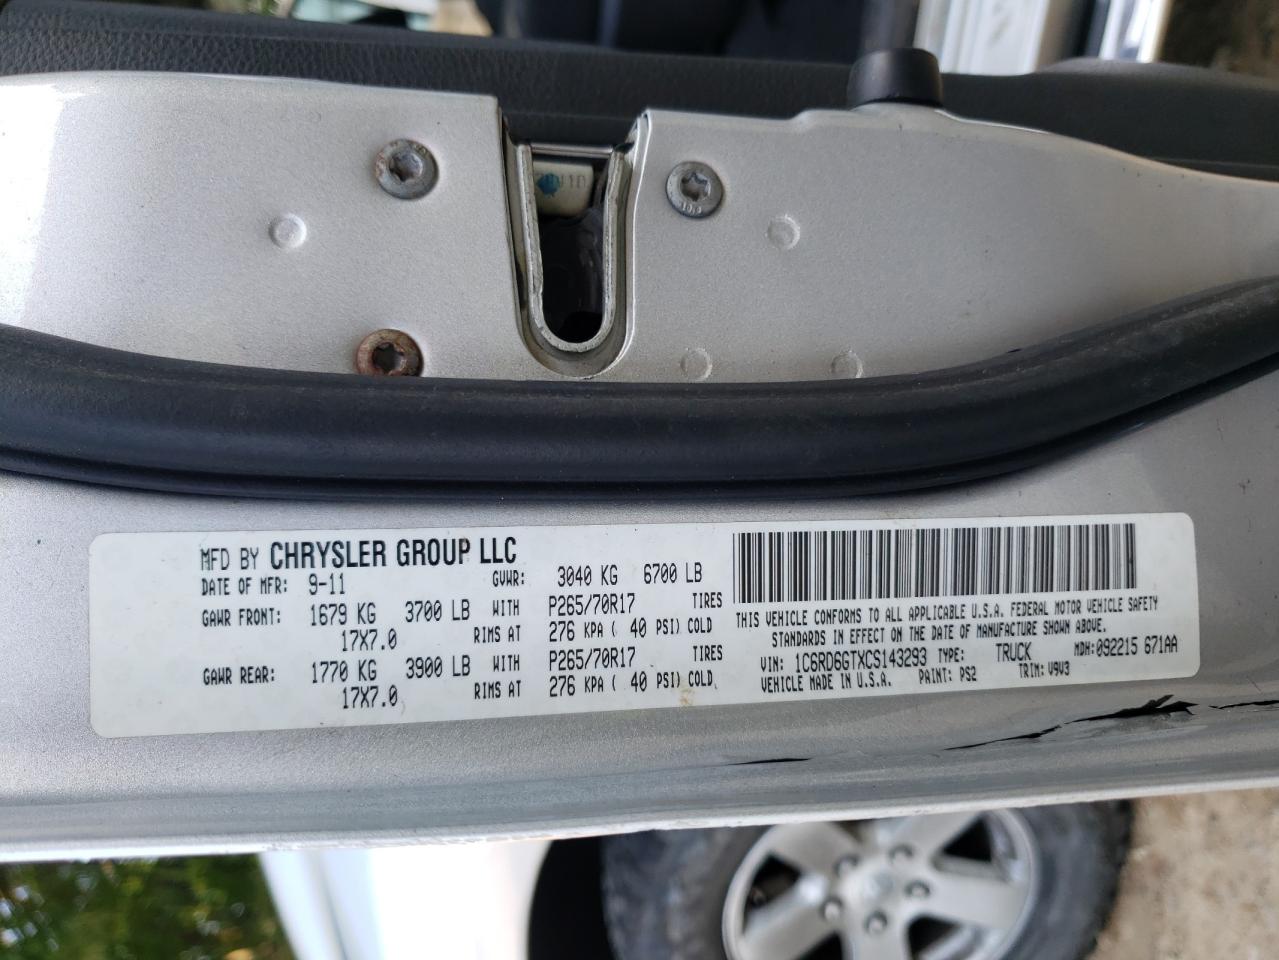 MFD BY CHRYSLER GROUP LLC
DATE OF MFR: 9-11 GVWR: 3040 KG 6700 LB
GAWR FRONT: 1679 KG 3700 LB WITH P265/70R17 TIRES
17X7.0 RIMS AT 276 KPA ( 40 PSI) COLD
GAWR REAR: 1770 KG 3900 LB WITH P265/70R17 TIRES
17X7.0 RIMS AT 276 KPA ( 40 PSI) COLD
THIS VEHICLE CONFORMS TO ALL APPLICABLE U.S.A. FEDERAL MOTOR VEHICLE SAFETY
STANDARDS IN EFFECT ON THE DATE OF MANUFACTURE SHOWN ABOVE.
VIN: 1C6RD6GTXCS143293 TYPE: TRUCK MDH: 092215 671AA
VEHICLE MADE IN U.S.A. PAINT: PS2 TRIM: V9V3